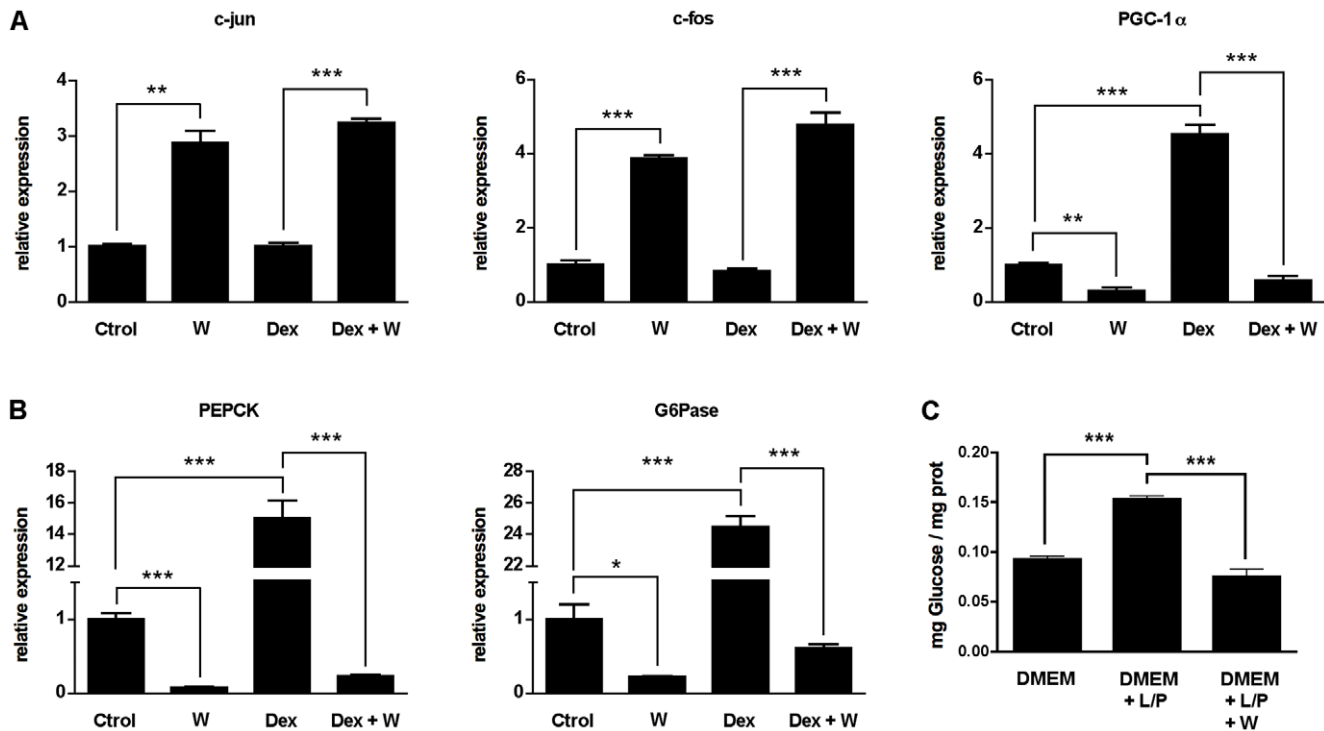 A
c-jun
relative expression
4
3
2
1
0
**
***
Ctrol W Dex Dex + W
c-fos
relative expression
6
4
2
0
***
***
Ctrol W Dex Dex + W
PGC-1 α
relative expression
6
4
2
0
***
***
**
Ctrol W Dex Dex + W
B
PEPCK
relative expression
18
16
14
12
1
0
***
***
***
Ctrol W Dex Dex + W
G6Pase
relative expression
28
26
24
22
1
0
***
***
*
Ctrol W Dex Dex + W
C
mg Glucose / mg prot
0.20
0.15
0.10
0.05
0.00
***
***
DMEM
DMEM
+ L/P
DMEM
+ L/P
+ W